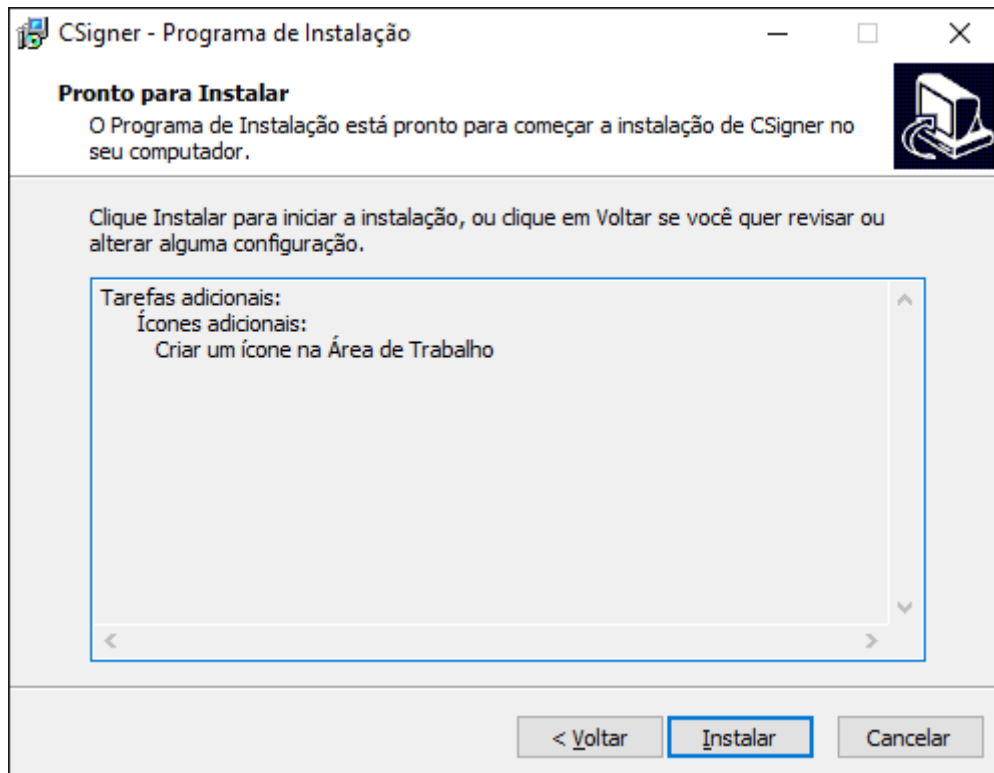 CSigner - Programa de Instalação
Pronto para Instalar
O Programa de Instalação está pronto para começar a instalação de CSigner no
seu computador.
Clique Instalar para iniciar a instalação, ou clique em Voltar se você quer revisar ou
alterar alguma configuração.
Tarefas adicionais:
Ícones adicionais:
Criar um ícone na Área de Trabalho
< Voltar
Instalar
Cancelar